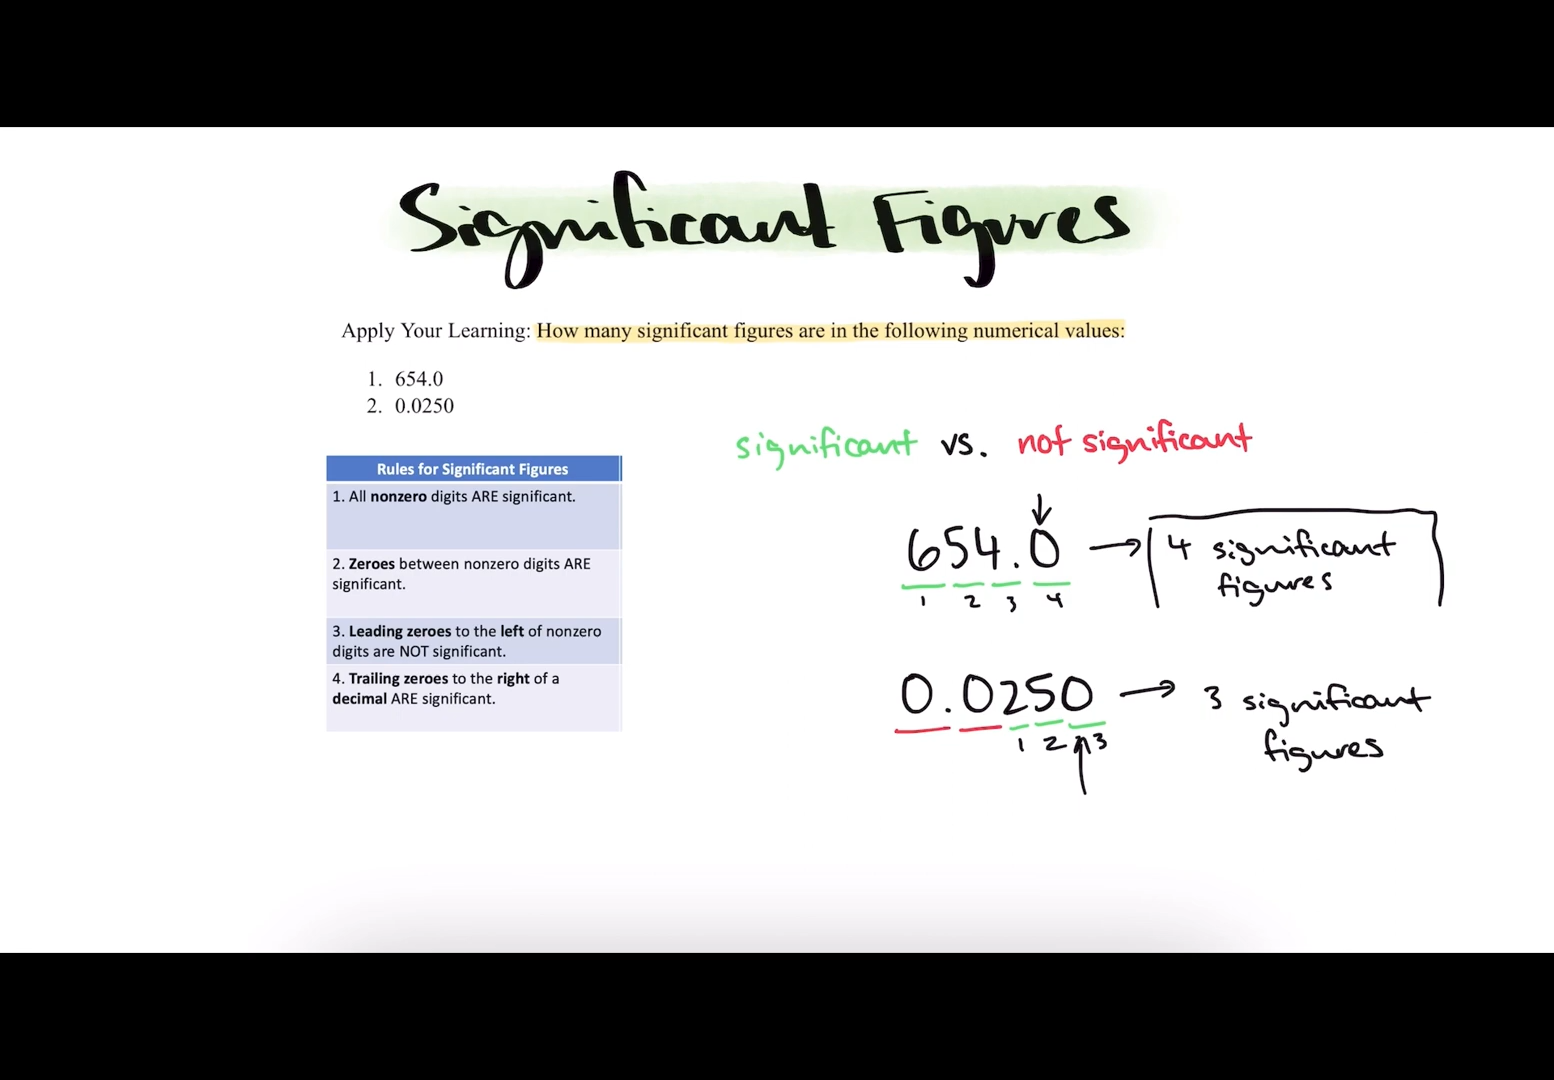 Significant Figures
Apply Your Learning: How many significant figures are in the following numerical values:
1. 654.0
2. 0.0250
significant vs. not significant
Rules for Significant Figures
1. All nonzero digits ARE significant.
2. Zeroes between nonzero digits ARE
significant.
3. Leading zeroes to the left of nonzero
digits are NOT significant.
4. Trailing zeroes to the right of a
decimal ARE significant.
654.0 → 4 significant
figures
1 2 3 4
0.0250 → 3 significant
figures
1 2 3